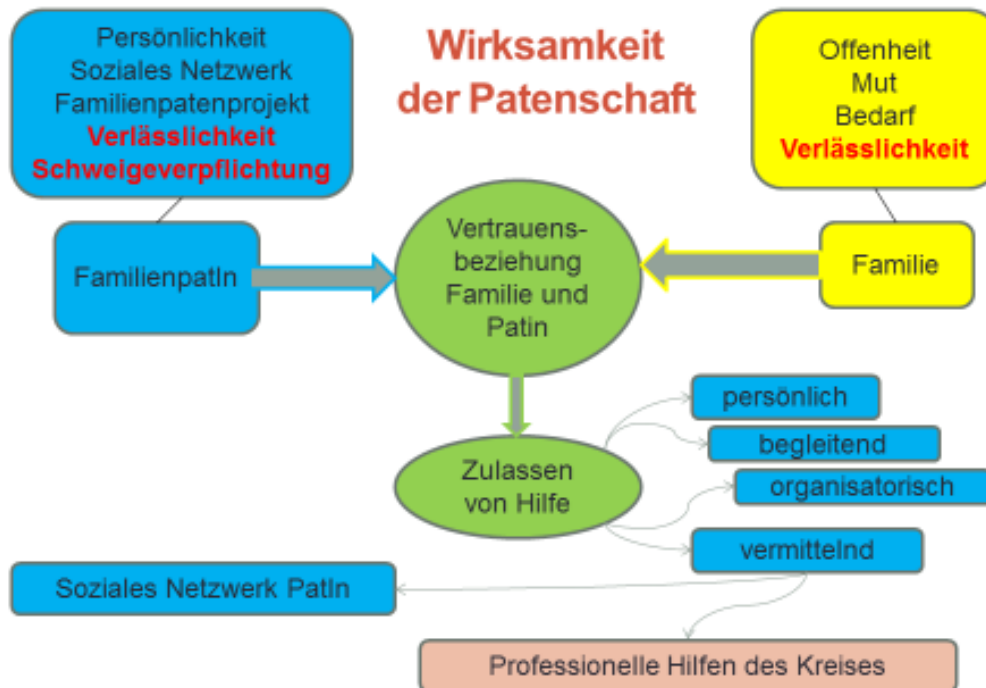 Persönlichkeit
Soziales Netzwerk
Familienpatenprojekt
Verlässlichkeit
Schweigeverpflichtung
Wirksamkeit
der Patenschaft
Offenheit
Mut
Bedarf
Verlässlichkeit
FamilienpatIn
Vertrauens-
beziehung
Familie und
Patin
Familie
Zulassen
von Hilfe
persönlich
begleitend
organisatorisch
vermittelnd
Soziales Netzwerk PatIn
Professionelle Hilfen des Kreises